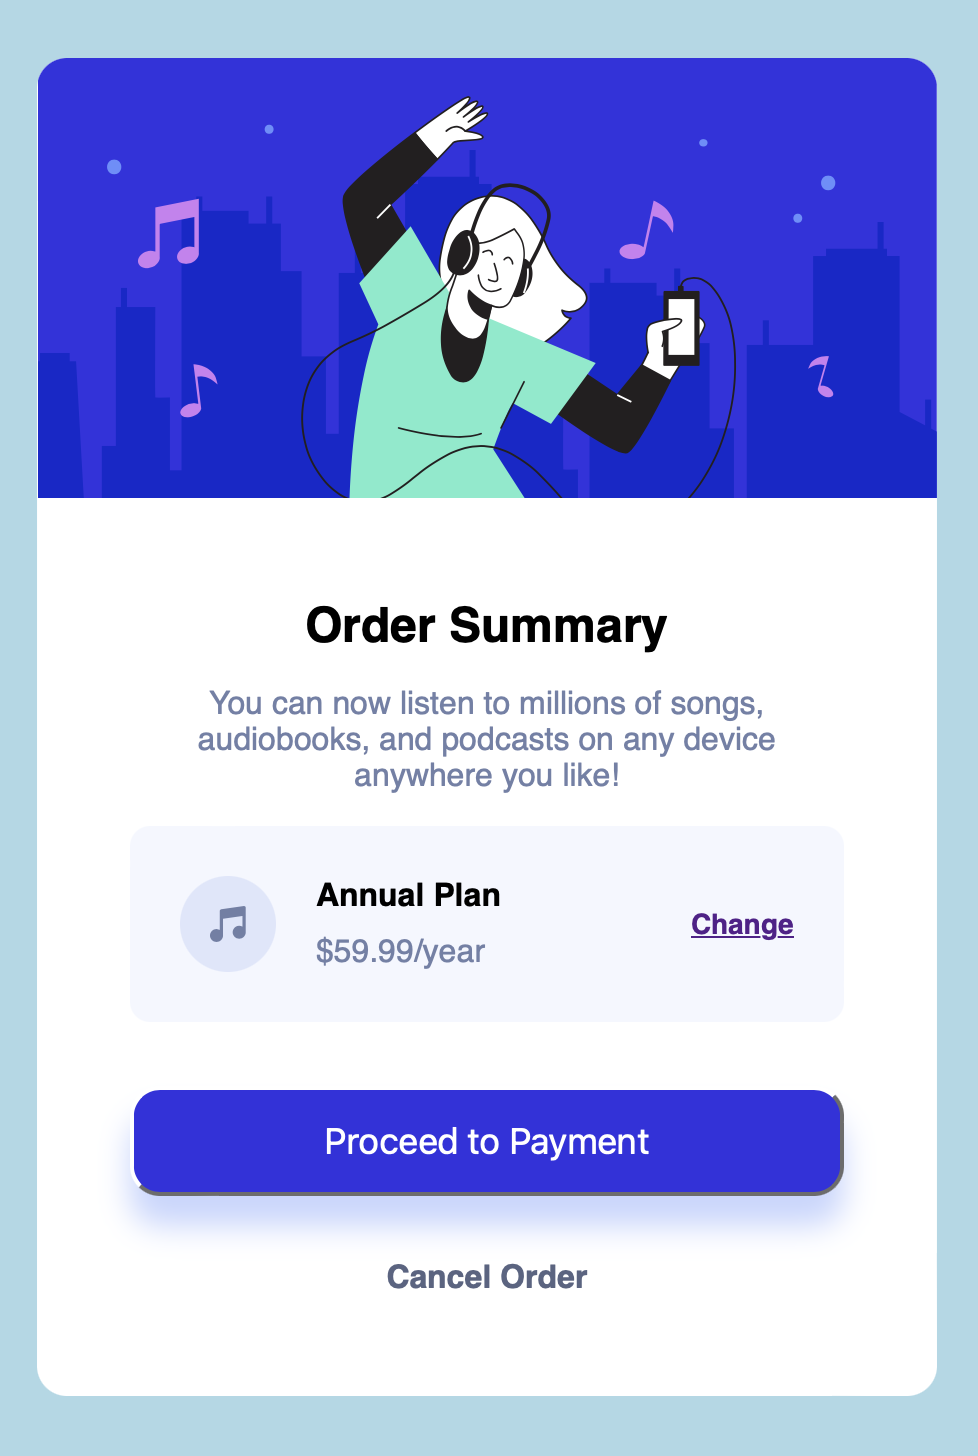 Order Summary
You can now listen to millions of songs,
audiobooks, and podcasts on any device
anywhere you like!
Annual Plan
$59.99/year
Change
Proceed to Payment
Cancel Order